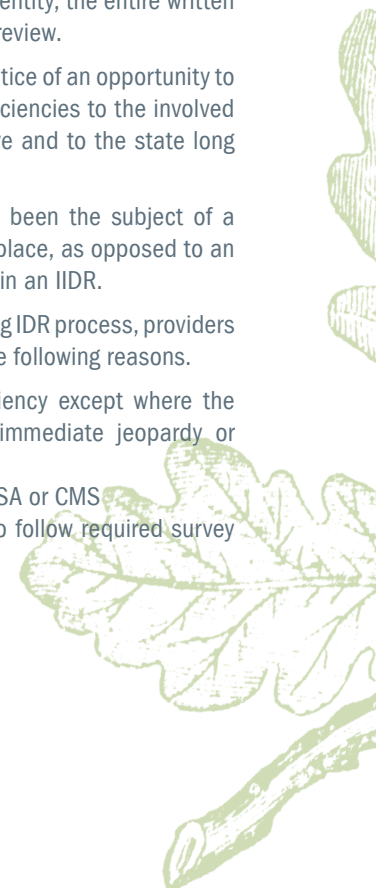 entity, the entire written
review.
tice of an opportunity to
ciencies to the involved
e and to the state long
been the subject of a
place, as opposed to an
in an IIDR.
g IDR process, providers
e following reasons.
iency except where the
immediate jeopardy or
SA or CMS
o follow required survey